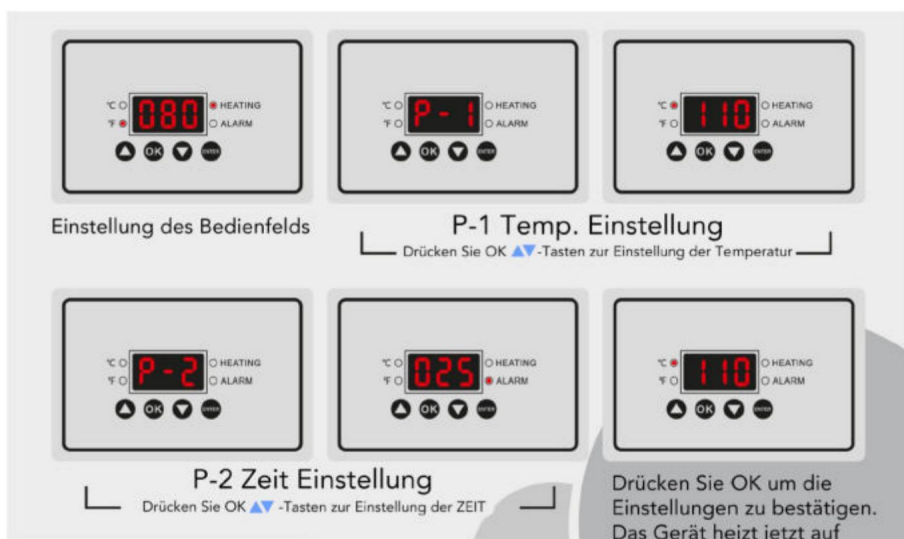 ℃ 080 HEATING
℉ ALARM
OK ENTER
℃ P-1 HEATING
℉ ALARM
OK ENTER
℃ 110 HEATING
℉ ALARM
OK ENTER
Einstellung des Bedienfelds
P-1 Temp. Einstellung
Drücken Sie OK ▲▼-Tasten zur Einstellung der Temperatur
℃ P-2 HEATING
℉ ALARM
OK ENTER
℃ 025 HEATING
℉ ALARM
OK ENTER
℃ 110 HEATING
℉ ALARM
OK ENTER
P-2 Zeit Einstellung
Drücken Sie OK ▲▼ -Tasten zur Einstellung der ZEIT
Drücken Sie OK um die
Einstellungen zu bestätigen.
Das Gerät heizt jetzt auf